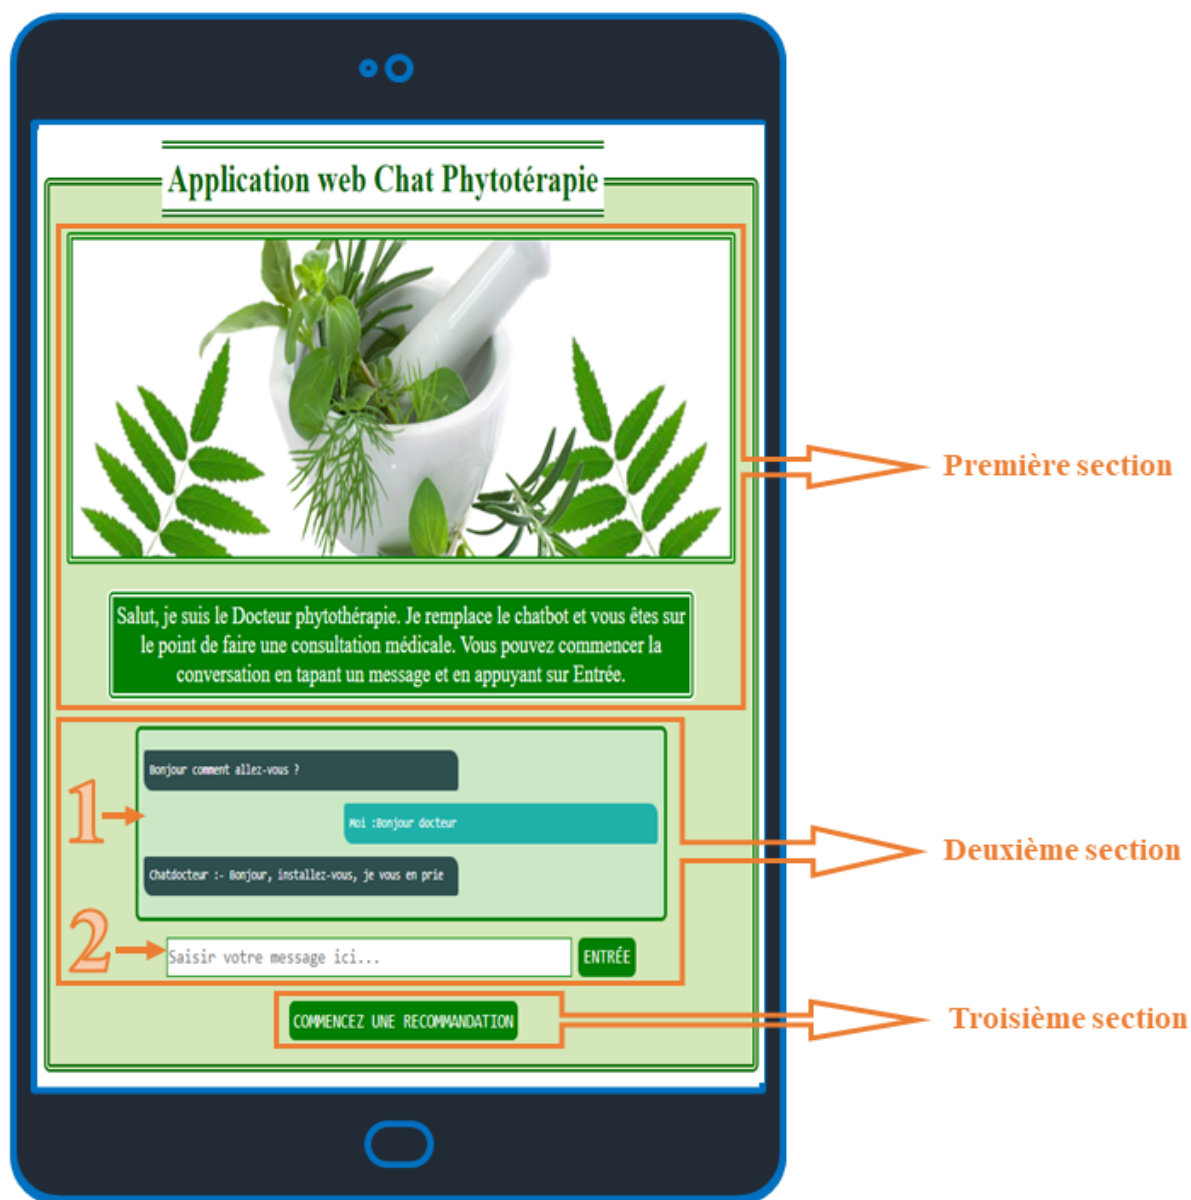 Application web Chat Phytotérapie
Première section
Salut, je suis le Docteur phytothérapie. Je remplace le chatbot et vous êtes sur
le point de faire une consultation médicale. Vous pouvez commencer la
conversation en tapant un message et en appuyant sur Entrée.
Bonjour comment allez-vous ?
1
Moi :Bonjour docteur
Deuxième section
Chatdocteur :- Bonjour, installez-vous, je vous en prie
2
Saisir votre message ici...
ENTRÉE
COMMENCEZ UNE RECOMMANDATION
Troisième section